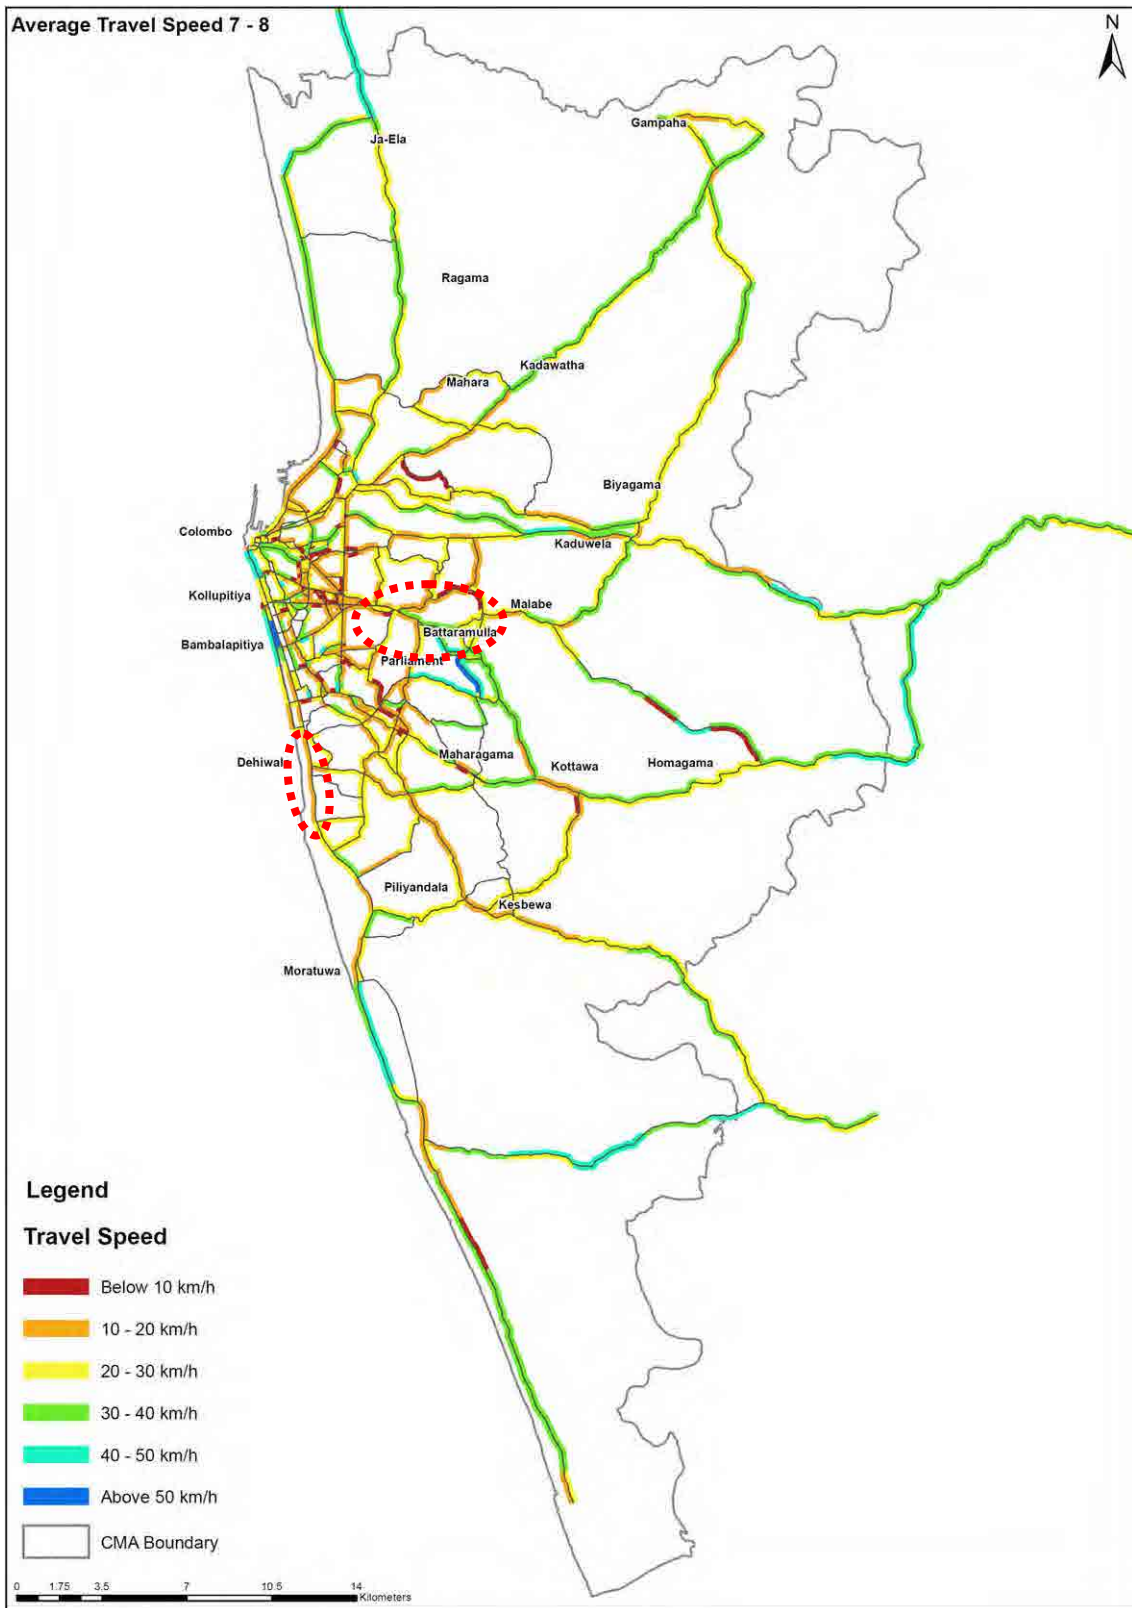 Average Travel Speed 7 - 8
N
Gampaha
Ja-Ela
Ragama
Kadawatha
Mahara
Biyagama
Colombo
Kaduwela
Kollupitiya
Malabe
Battaramulla
Bambalapitiya
Parliament
Dehiwal
Maharagama
Kottawa
Homagama
Piliyandala
Kesbewa
Moratuwa
Legend
Travel Speed
Below 10 km/h
10 - 20 km/h
20 - 30 km/h
30 - 40 km/h
40 - 50 km/h
Above 50 km/h
CMA Boundary
0 1.75 3.5 7 10.5 14
Kilometers